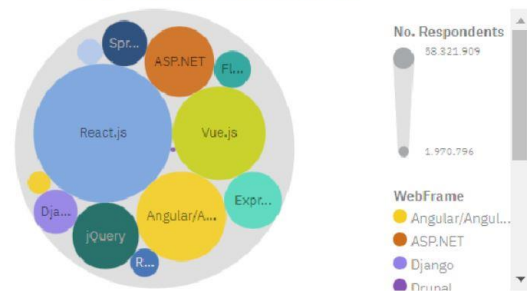 Spr...
ASP.NET
Fl...
React.js
Vue.js
Dja...
jQuery
Angular/A...
Expr...
R...
No. Respondents
58.321.909
1.970.796
WebFrame
Angular/Angul...
ASP.NET
Django
Drupal